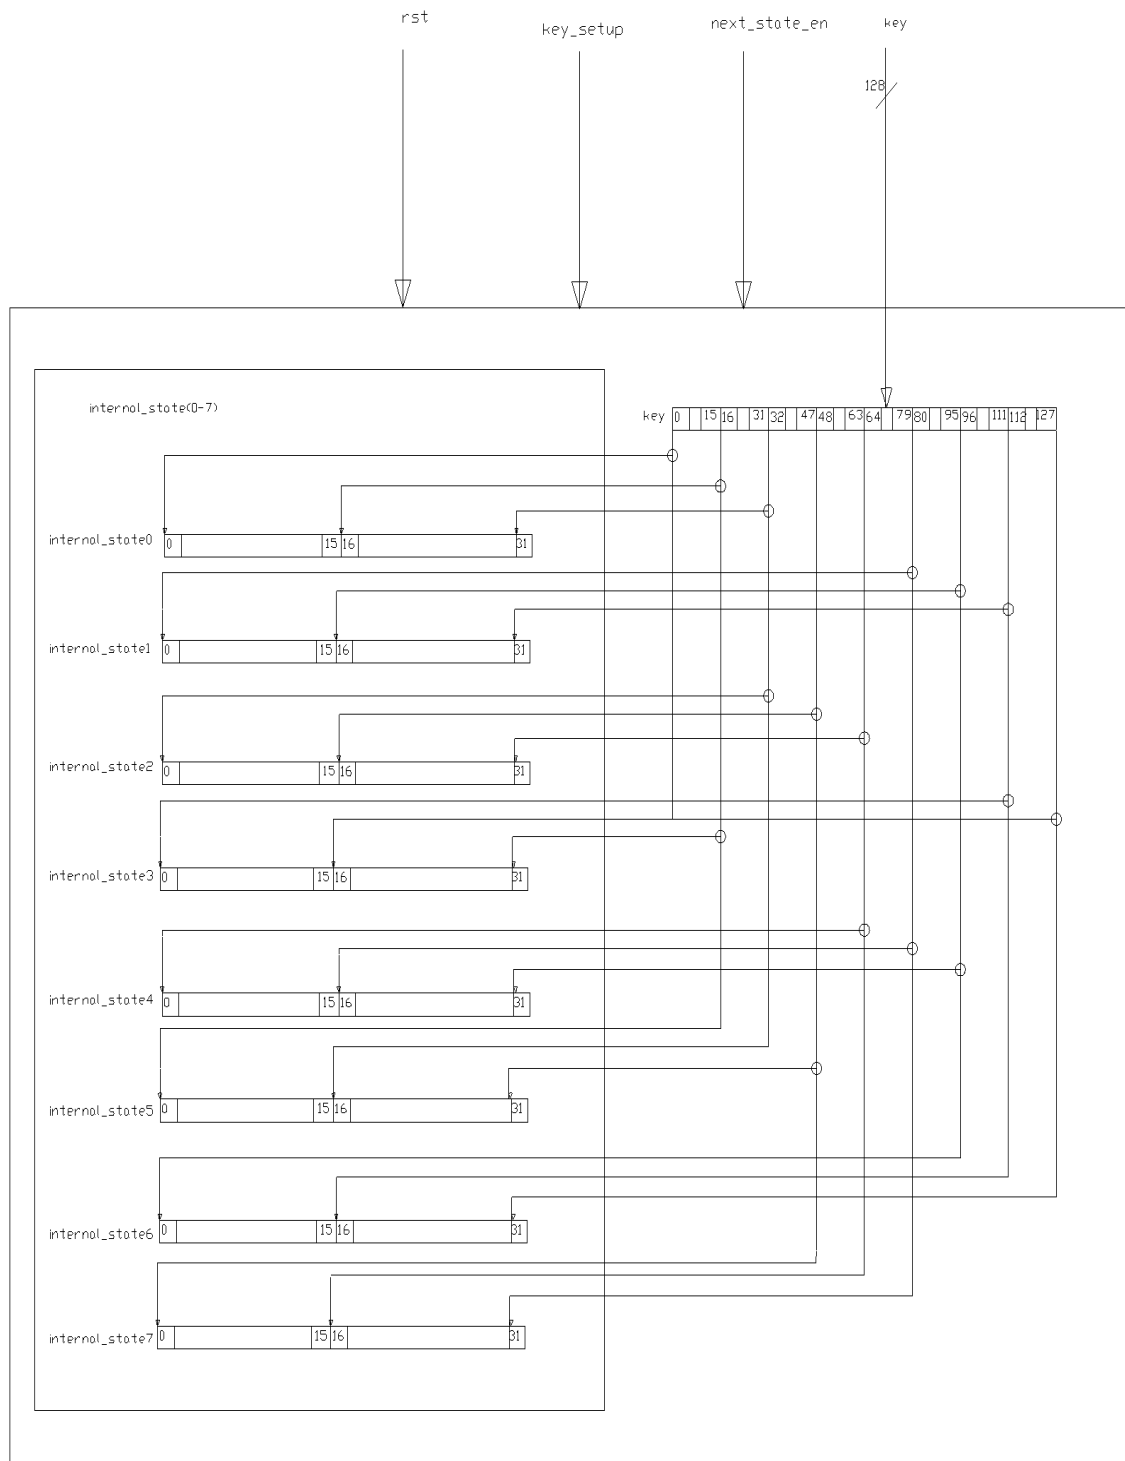 rst
key_setup
next_state_en
key
128
internal_state(0-7)
key 0 15 16 31 32 47 48 63 64 79 80 95 96 111 112 127
internal_state0 0 15 16 31
internal_state1 0 15 16 31
internal_state2 0 15 16 31
internal_state3 0 15 16 31
internal_state4 0 15 16 31
internal_state5 0 15 16 31
internal_state6 0 15 16 31
internal_state7 0 15 16 31